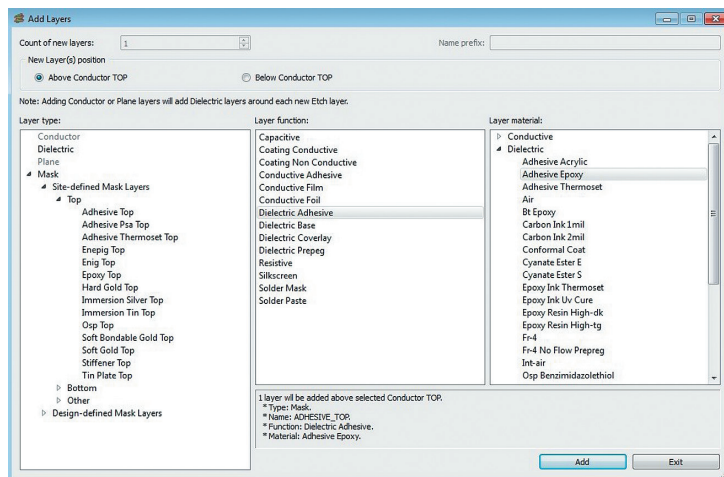 Add Layers
Count of new layers: 1 Name prefix:
New Layer(s) position
Above Conductor TOP Below Conductor TOP
Note: Adding Conductor or Plane layers will add Dielectric layers around each new Etch layer.
Layer type:
Conductor
Dielectric
Plane
Mask
Site-defined Mask Layers
Top
Adhesive Top
Adhesive Psa Top
Adhesive Thermoset Top
Enepig Top
Enig Top
Epoxy Top
Hard Gold Top
Immersion Silver Top
Immersion Tin Top
Osp Top
Soft Bondable Gold Top
Soft Gold Top
Stiffener Top
Tin Plate Top
Bottom
Other
Design-defined Mask Layers
Layer function:
Capacitive
Coating Conductive
Coating Non Conductive
Conductive Adhesive
Conductive Film
Conductive Foil
Dielectric Adhesive
Dielectric Base
Dielectric Coverlay
Dielectric Prepeg
Resistive
Silkscreen
Solder Mask
Solder Paste
Layer material:
Conductive
Dielectric
Adhesive Acrylic
Adhesive Epoxy
Adhesive Thermoset
Air
Bt Epoxy
Carbon Ink 1mil
Carbon Ink 2mil
Conformal Coat
Cyanate Ester E
Cyanate Ester S
Epoxy Ink Thermoset
Epoxy Ink Uv Cure
Epoxy Resin High-dk
Epoxy Resin High-tg
Fr-4
Fr-4 No Flow Prepreg
Int-air
Osp Benzimidazolethiol
1 layer will be added above selected Conductor TOP.
* Type: Mask.
* Name: ADHESIVE_TOP.
* Function: Dielectric Adhesive.
* Material: Adhesive Epoxy.
Add Exit